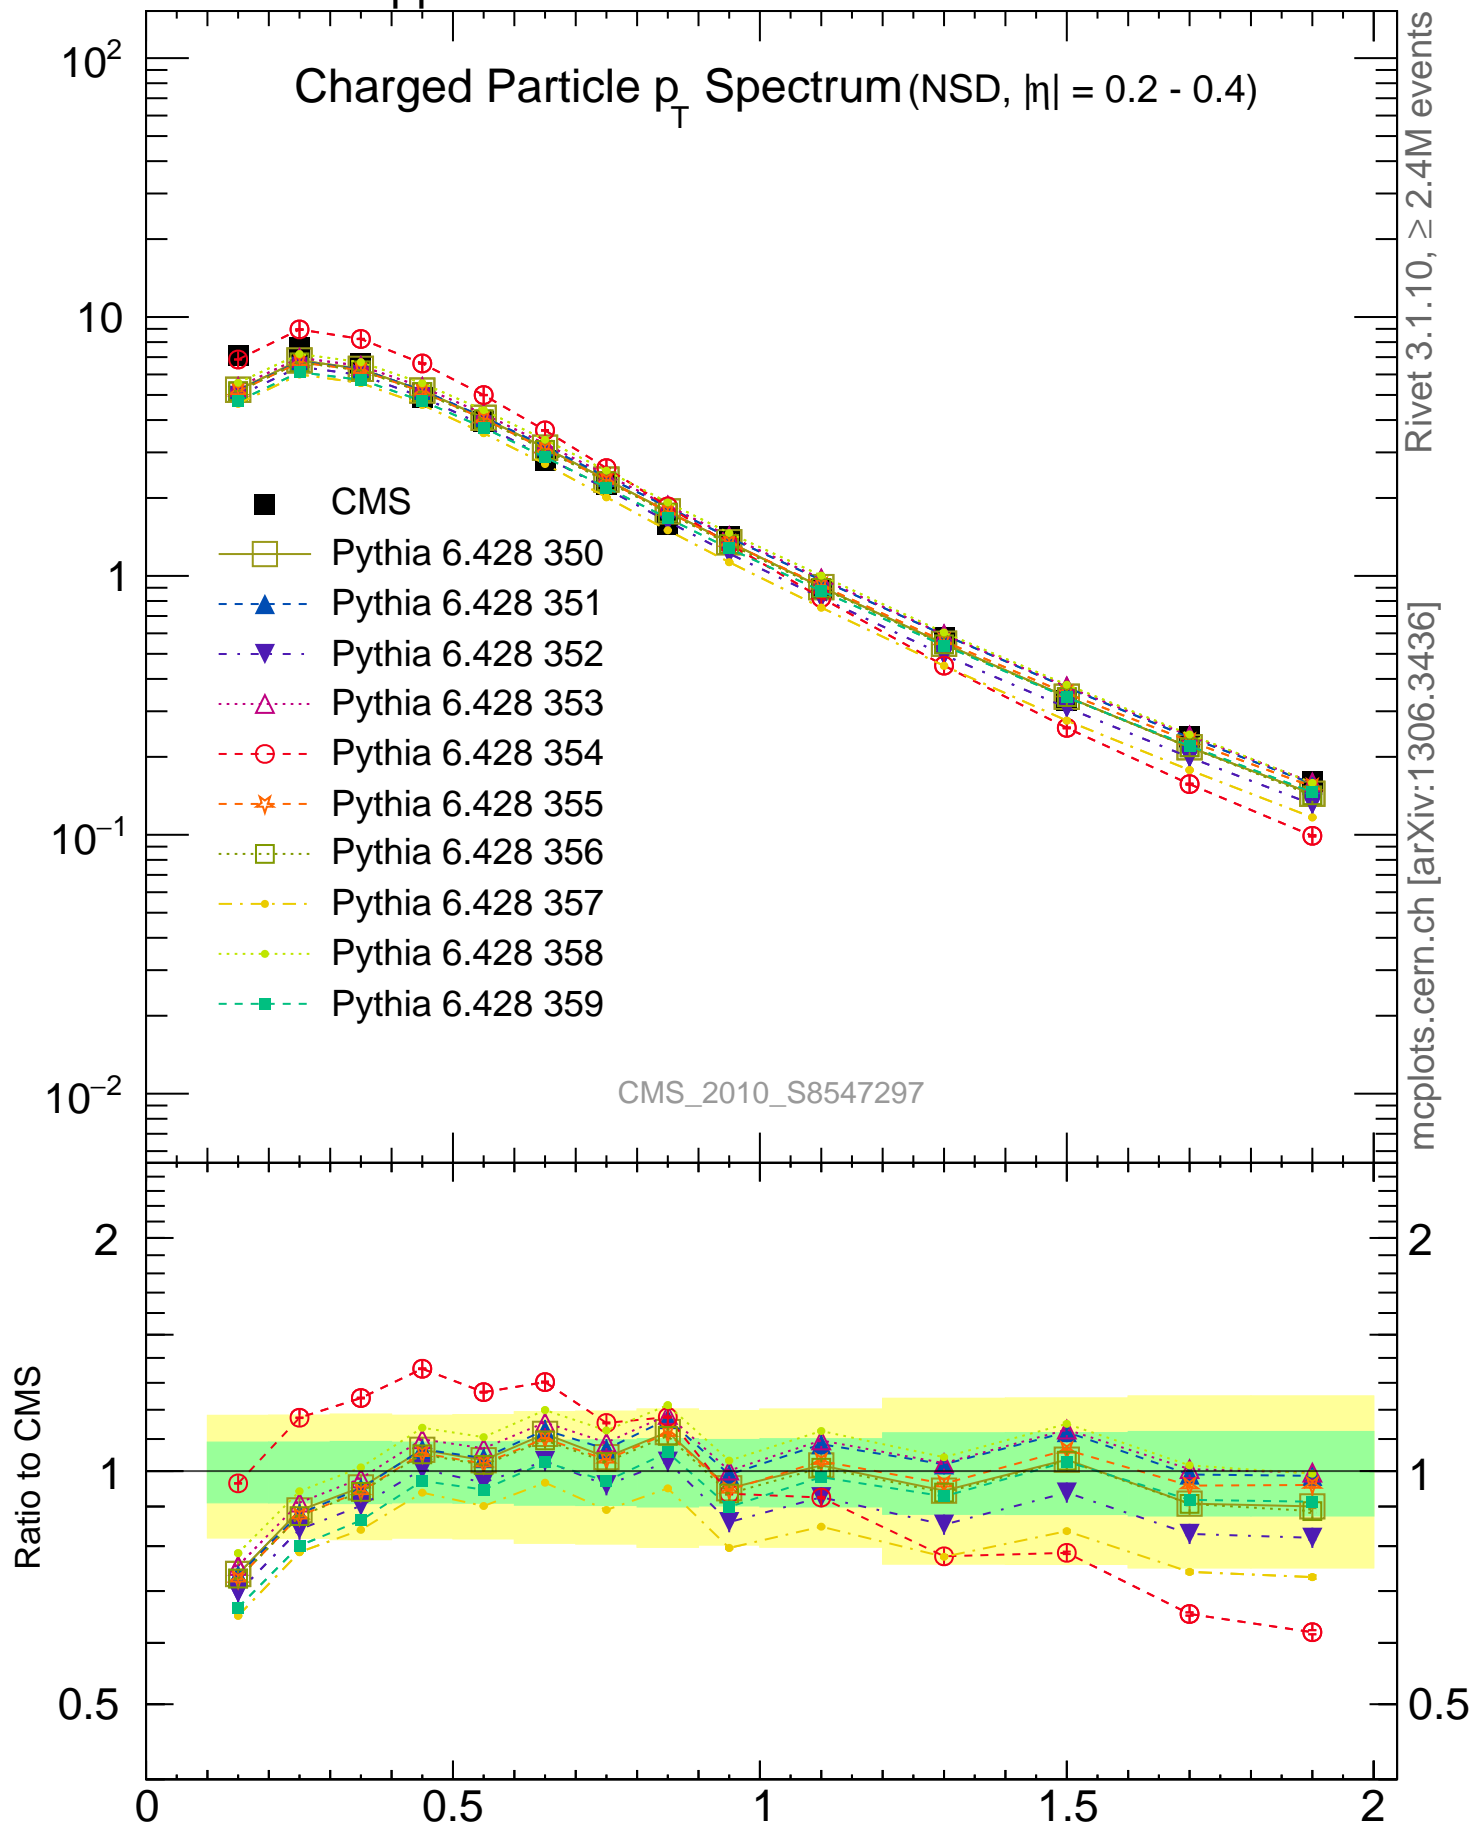 Charged Particle p_T Spectrum (NSD, |η| = 0.2 - 0.4)
10²
10
1
10⁻¹
10⁻²
CMS
Pythia 6.428 350
Pythia 6.428 351
Pythia 6.428 352
Pythia 6.428 353
Pythia 6.428 354
Pythia 6.428 355
Pythia 6.428 356
Pythia 6.428 357
Pythia 6.428 358
Pythia 6.428 359
CMS_2010_S8547297
Rivet 3.1.10, ≥ 2.4M events
mcplots.cern.ch [arXiv:1306.3436]
Ratio to CMS
2
1
0.5
2
1
0.5
0
0.5
1
1.5
2